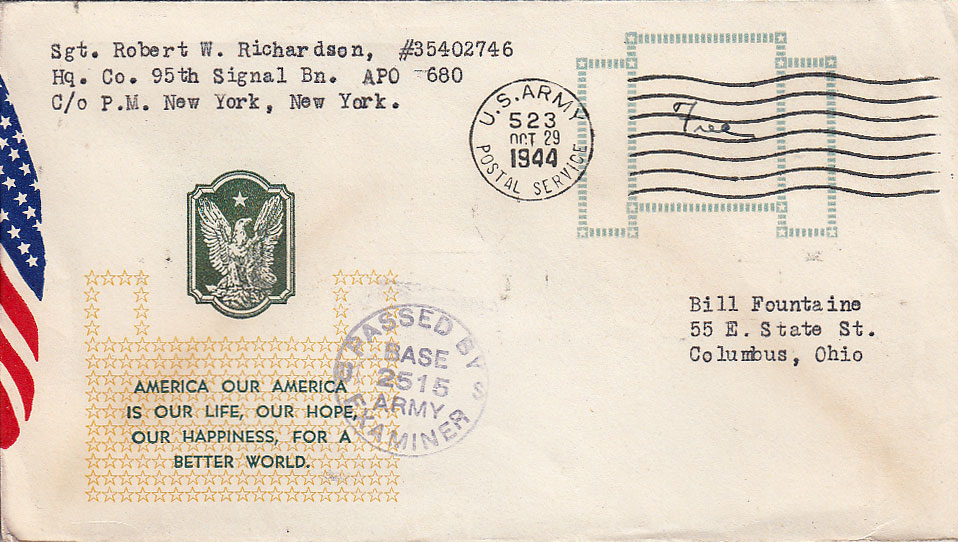 Sgt. Robert W. Richardson, #35402746
Hq. Co. 95th Signal Bn. APO 680
C/o P.M. New York, New York.
U.S. ARMY
523
OCT 29
1944
POSTAL SERVICE
Free
Bill Fountaine
55 E. State St.
Columbus, Ohio
PASSED BY
BASE
2515
ARMY
EXAMINER
AMERICA OUR AMERICA
IS OUR LIFE, OUR HOPE,
OUR HAPPINESS, FOR A
BETTER WORLD.